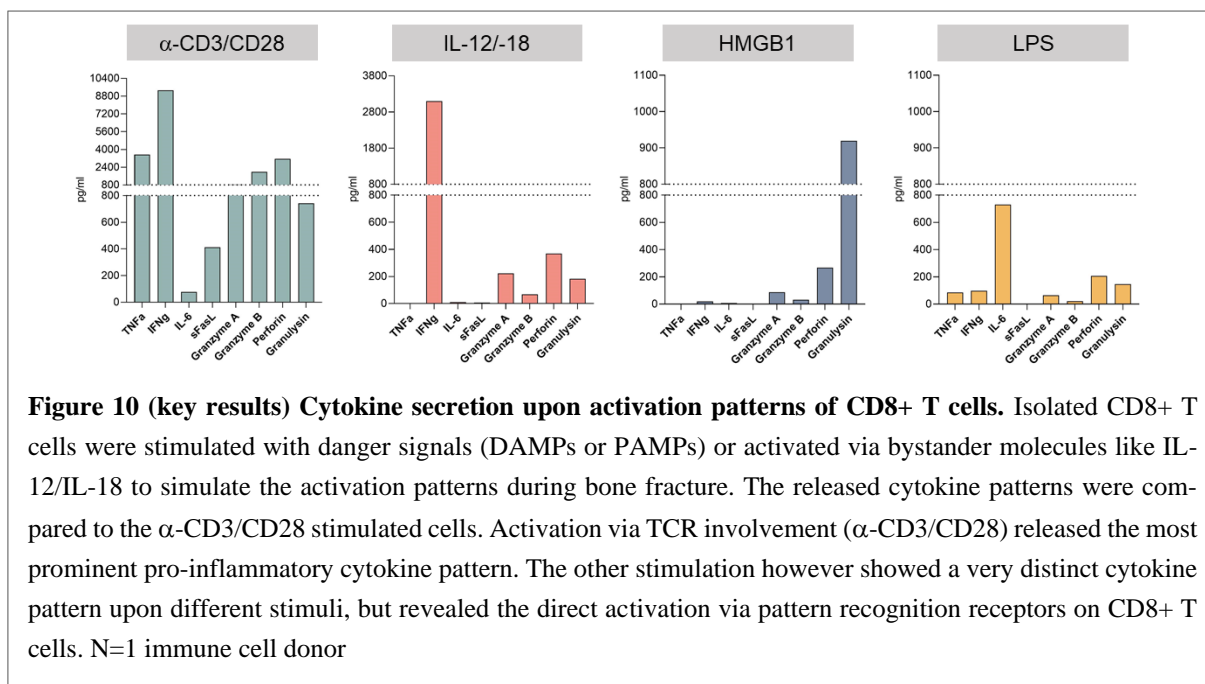 α-CD3/CD28
IL-12/-18
HMGB1
LPS
10400
8800
7200
5600
4000
2400
800
800
600
400
200
0
pg/ml
TNFa
IFNg
IL-6
sFasL
Granzyme A
Granzyme B
Perforin
Granulysin
3800
2800
1800
800
800
600
400
200
0
pg/ml
TNFa
IFNg
IL-6
sFasL
Granzyme A
Granzyme B
Perforin
Granulysin
1100
1000
900
800
800
600
400
200
0
pg/ml
TNFa
IFNg
IL-6
sFasL
Granzyme A
Granzyme B
Perforin
Granulysin
1100
1000
900
800
800
600
400
200
0
pg/ml
TNFa
IFNg
IL-6
sFasL
Granzyme A
Granzyme B
Perforin
Granulysin
Figure 10 (key results) Cytokine secretion upon activation patterns of CD8+ T cells. Isolated CD8+ T
cells were stimulated with danger signals (DAMPs or PAMPs) or activated via bystander molecules like IL-
12/IL-18 to simulate the activation patterns during bone fracture. The released cytokine patterns were com-
pared to the α-CD3/CD28 stimulated cells. Activation via TCR involvement (α-CD3/CD28) released the most
prominent pro-inflammatory cytokine pattern. The other stimulation however showed a very distinct cytokine
pattern upon different stimuli, but revealed the direct activation via pattern recognition receptors on CD8+ T
cells. N=1 immune cell donor